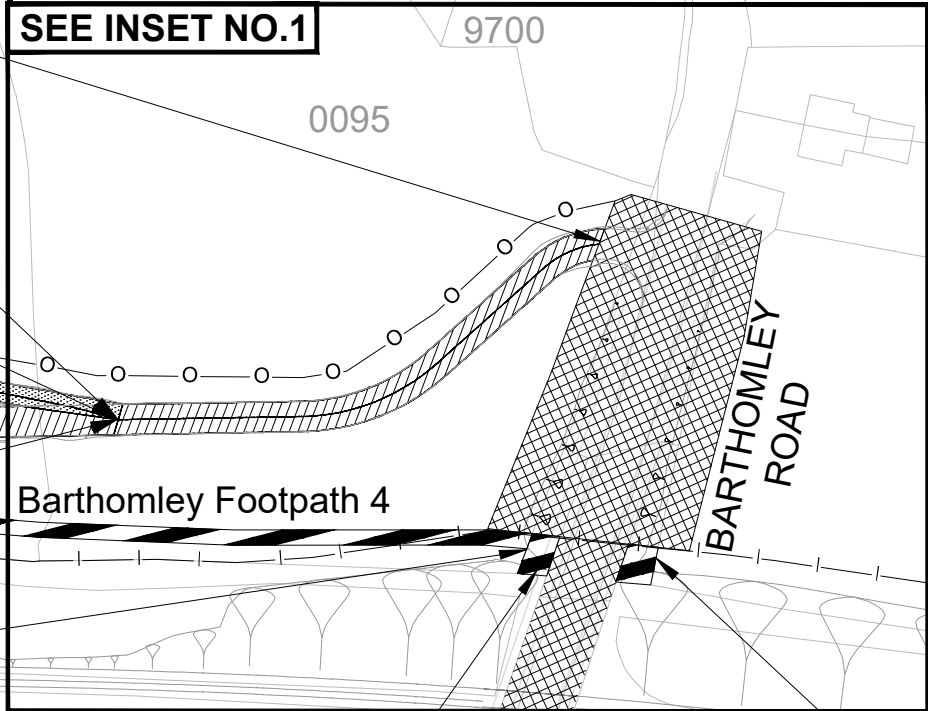 SEE INSET NO.1
9700
0095
BARTHOMLEY
ROAD
Barthomley Footpath 4